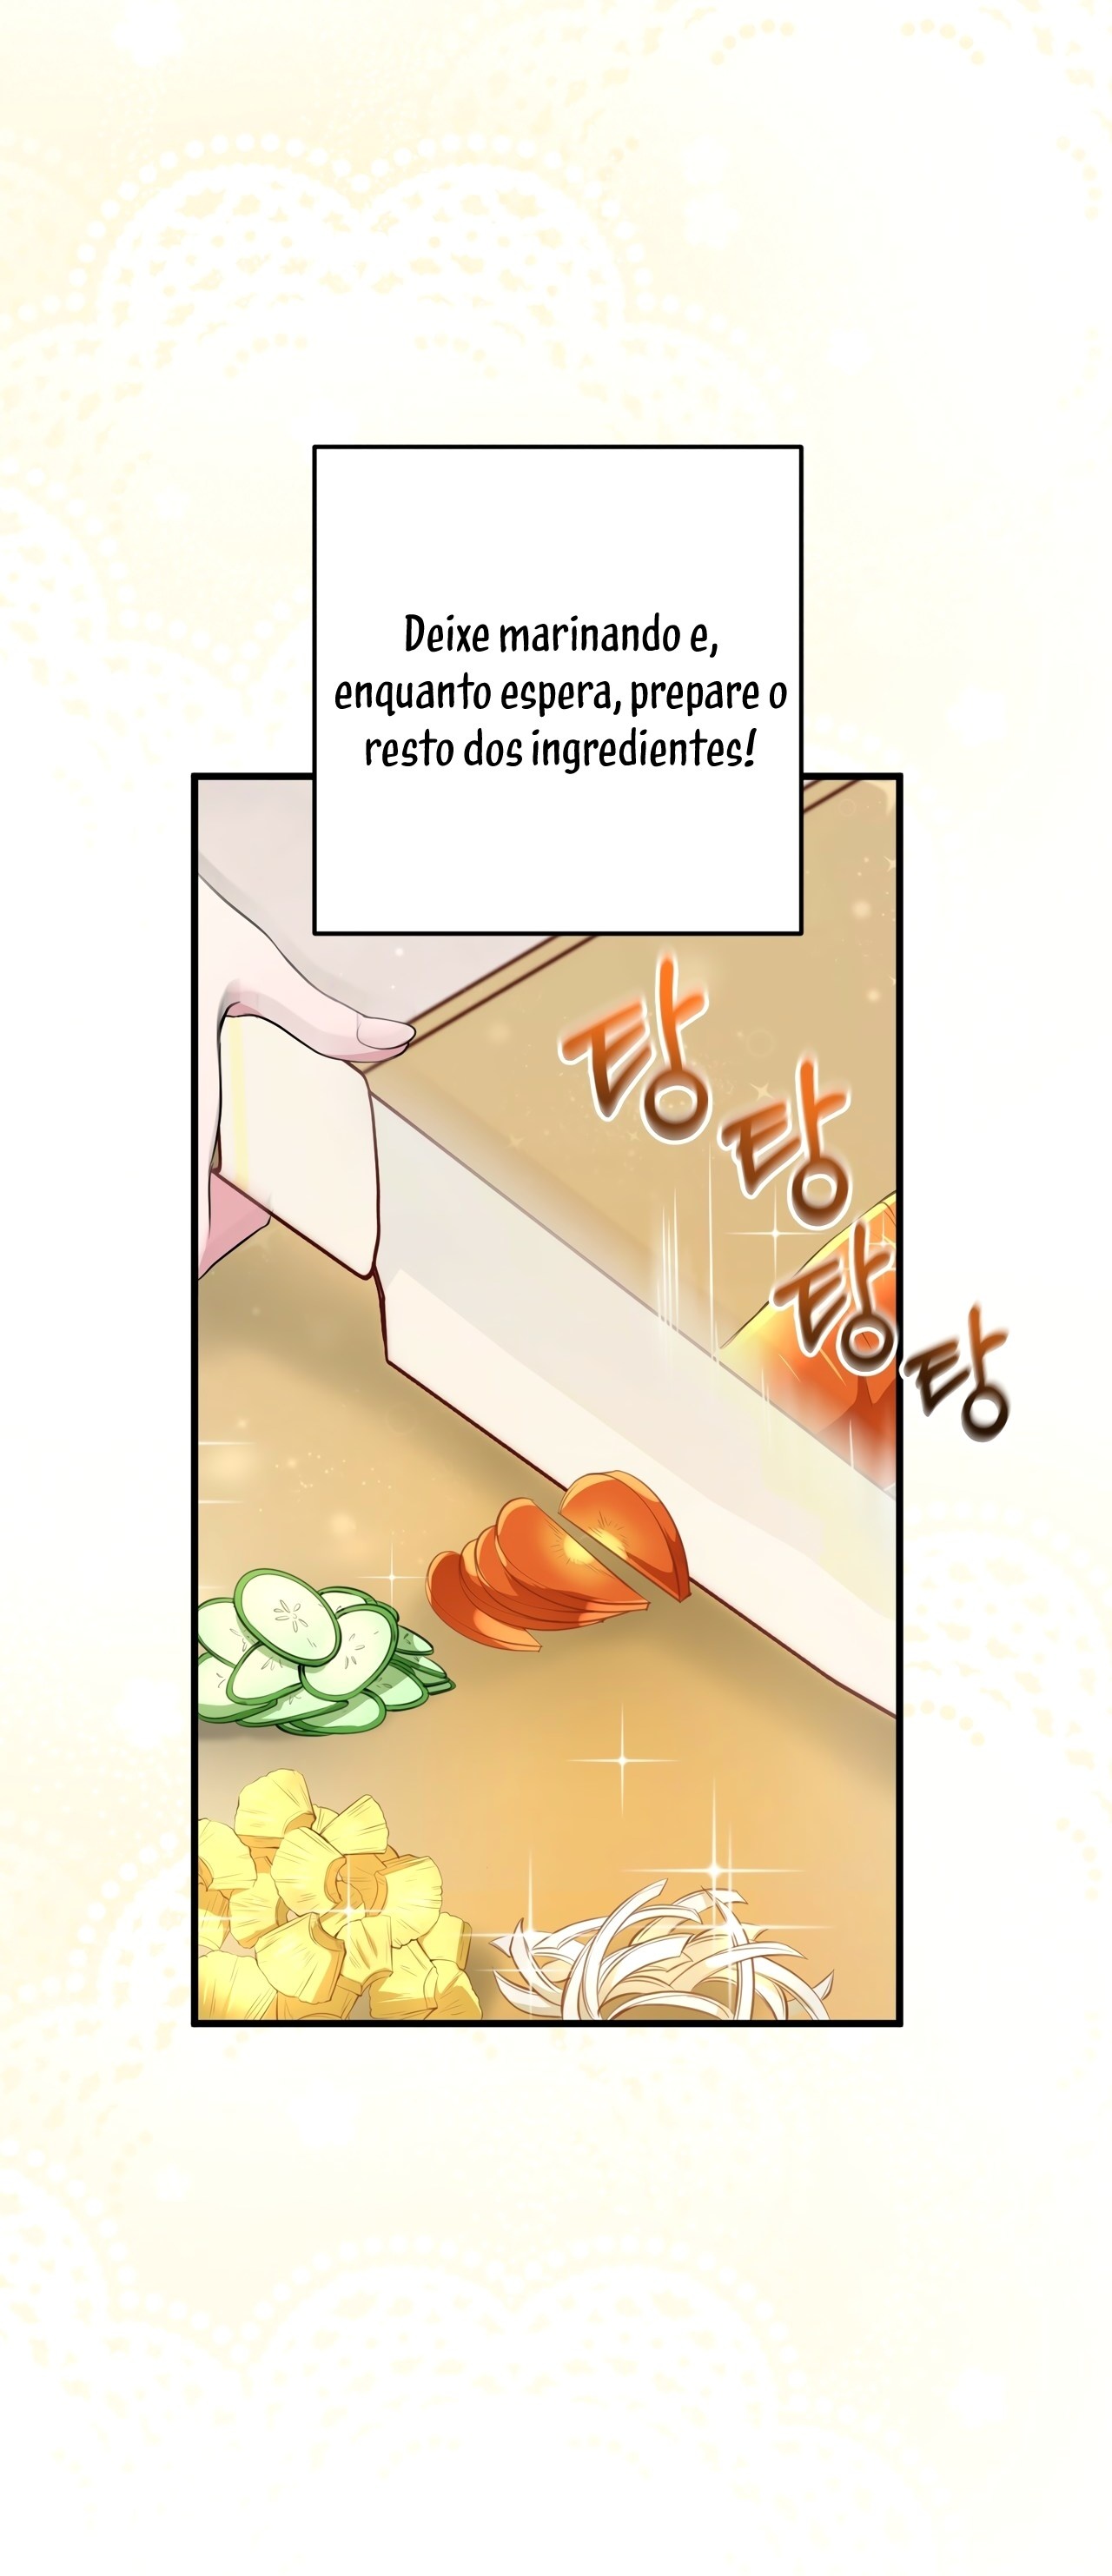 Deixe marinando e,
enquanto espera, prepare o
resto dos ingredientes!
탕
탕
탕
탕